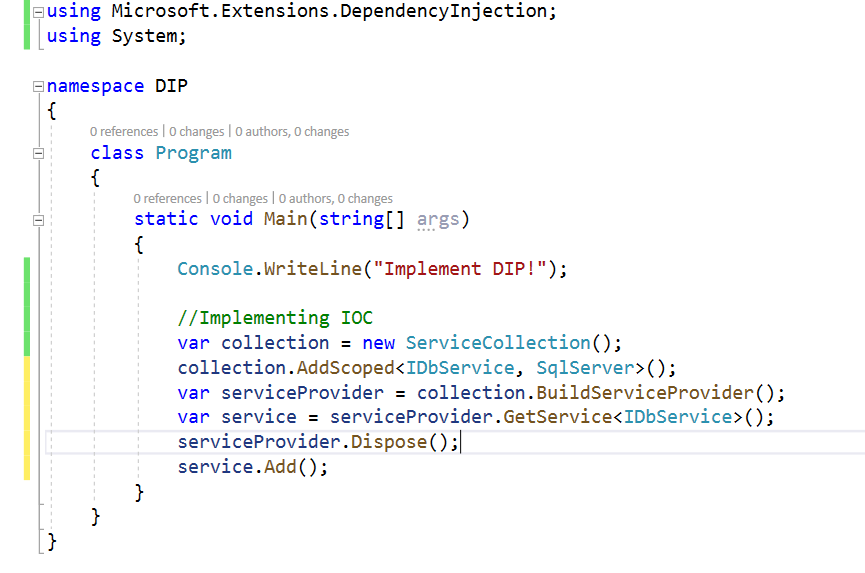 using Microsoft.Extensions.DependencyInjection;
using System;
namespace DIP
{
0 references | 0 changes | 0 authors, 0 changes
class Program
{
0 references | 0 changes | 0 authors, 0 changes
static void Main(string[] args)
{
Console.WriteLine("Implement DIP!");
//Implementing IOC
var collection = new ServiceCollection();
collection.AddScoped<IDbService, SqlServer>();
var serviceProvider = collection.BuildServiceProvider();
var service = serviceProvider.GetService<IDbService>();
serviceProvider.Dispose();
service.Add();
}
}
}